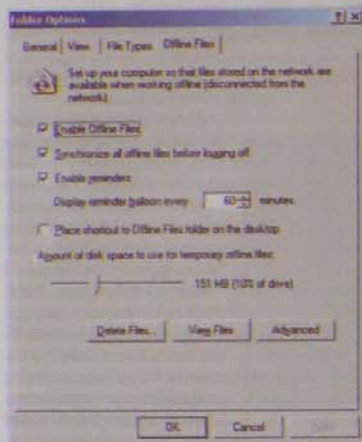 Folder Options
General View File Types Offline Files
Set up your computer so that files stored on the network are
available when working offline (disconnected from the
network).
Enable Offline Files
Synchronize all offline files before logging off
Enable reminders
Display reminder balloon every 60 minutes.
Place shortcut to Offline Files folder on the desktop
Amount of disk space to use for temporary offline files:
151 MB (10% of drive)
Delete Files... View Files Advanced
OK Cancel